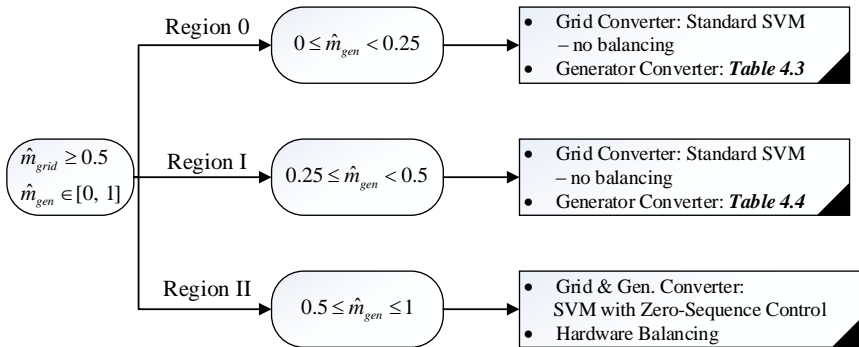 Region 0
0 ≤ m̂_gen < 0.25
• Grid Converter: Standard SVM
– no balancing
• Generator Converter: Table 4.3
m̂_grid ≥ 0.5
m̂_gen ∈ [0, 1]
Region I
0.25 ≤ m̂_gen < 0.5
• Grid Converter: Standard SVM
– no balancing
• Generator Converter: Table 4.4
Region II
0.5 ≤ m̂_gen ≤ 1
• Grid & Gen. Converter:
SVM with Zero-Sequence Control
• Hardware Balancing